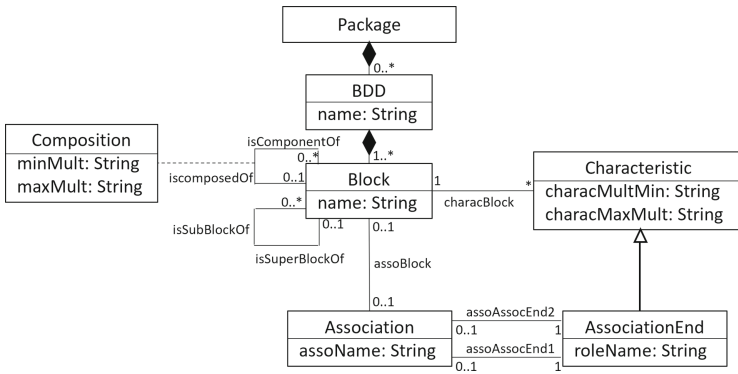 Package
0..*
BDD
name: String
Composition
minMult: String
maxMult: String
isComponentOf
0..*
1..*
iscomposedOf
0..1
Block
name: String
0..*
0..1
isSubBlockOf
isSuperBlockOf
1
*
characBlock
Characteristic
characMultMin: String
characMaxMult: String
0..1
assoBlock
0..1
Association
assoName: String
assoAssocEnd2
0..1
1
assoAssocEnd1
0..1
1
AssociationEnd
roleName: String